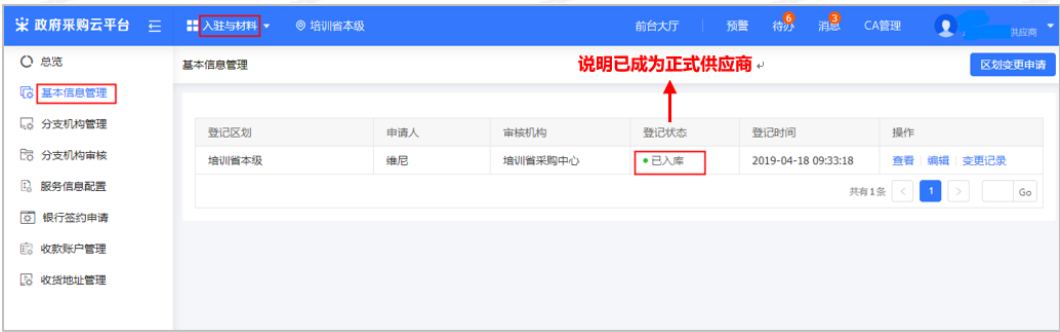 政府采购云平台 入驻与材料 培训省本级 前台大厅 预警 待办 6 消息 3 CA管理 供应商
总览
基本信息管理
分支机构管理
分支机构审核
服务信息配置
银行签约申请
收款账户管理
收货地址管理
基本信息管理 说明已成为正式供应商 ↵ 区划变更申请
登记区划 申请人 审核机构 登记状态 登记时间 操作
培训省本级 维尼 培训省采购中心 已入库 2019-04-18 09:33:18 查看 编辑 变更记录
共有1条 < 1 > Go